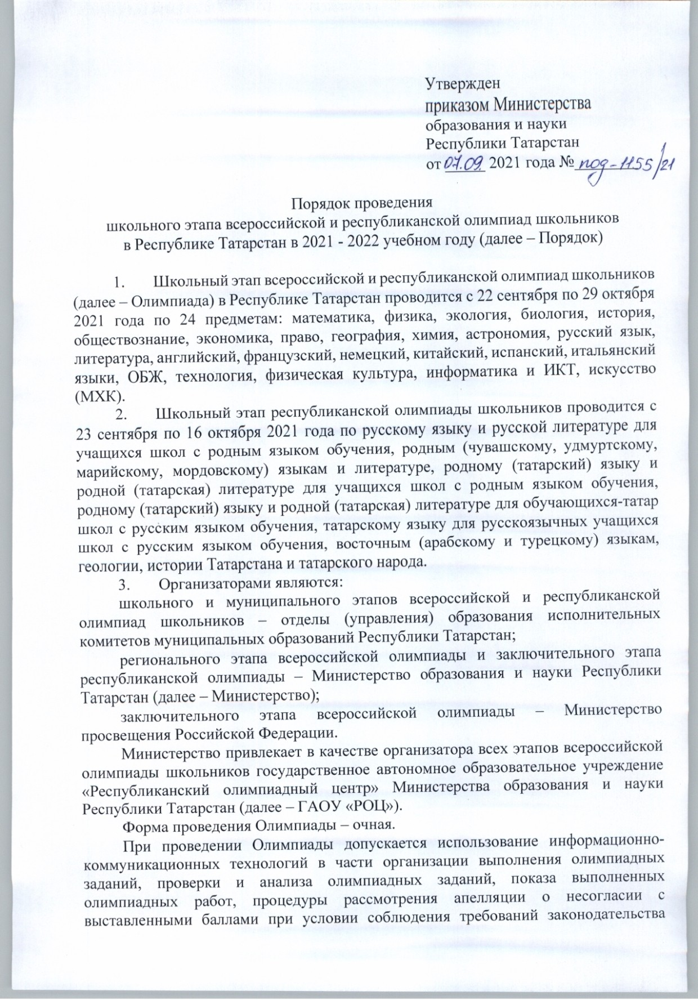 Утвержден
приказом Министерства
образования и науки
Республики Татарстан
от 07.09. 2021 года № под-1155/21
Порядок проведения
школьного этапа всероссийской и республиканской олимпиад школьников
в Республике Татарстан в 2021 - 2022 учебном году (далее – Порядок)
1. Школьный этап всероссийской и республиканской олимпиад школьников
(далее – Олимпиада) в Республике Татарстан проводится с 22 сентября по 29 октября
2021 года по 24 предметам: математика, физика, экология, биология, история,
обществознание, экономика, право, география, химия, астрономия, русский язык,
литература, английский, французский, немецкий, китайский, испанский, итальянский
языки, ОБЖ, технология, физическая культура, информатика и ИКТ, искусство
(МХК).
2. Школьный этап республиканской олимпиады школьников проводится с
23 сентября по 16 октября 2021 года по русскому языку и русской литературе для
учащихся школ с родным языком обучения, родным (чувашскому, удмуртскому,
марийскому, мордовскому) языкам и литературе, родному (татарский) языку и
родной (татарская) литературе для учащихся школ с родным языком обучения,
родному (татарский) языку и родной (татарская) литературе для обучающихся-татар
школ с русским языком обучения, татарскому языку для русскоязычных учащихся
школ с русским языком обучения, восточным (арабскому и турецкому) языкам,
геологии, истории Татарстана и татарского народа.
3. Организаторами являются:
школьного и муниципального этапов всероссийской и республиканской
олимпиад школьников – отделы (управления) образования исполнительных
комитетов муниципальных образований Республики Татарстан;
регионального этапа всероссийской олимпиады и заключительного этапа
республиканской олимпиады – Министерство образования и науки Республики
Татарстан (далее – Министерство);
заключительного этапа всероссийской олимпиады – Министерство
просвещения Российской Федерации.
Министерство привлекает в качестве организатора всех этапов всероссийской
олимпиады школьников государственное автономное образовательное учреждение
«Республиканский олимпиадный центр» Министерства образования и науки
Республики Татарстан (далее – ГАОУ «РОЦ»).
Форма проведения Олимпиады – очная.
При проведении Олимпиады допускается использование информационно-
коммуникационных технологий в части организации выполнения олимпиадных
заданий, проверки и анализа олимпиадных заданий, показа выполненных
олимпиадных работ, процедуры рассмотрения апелляции о несогласии с
выставленными баллами при условии соблюдения требований законодательства